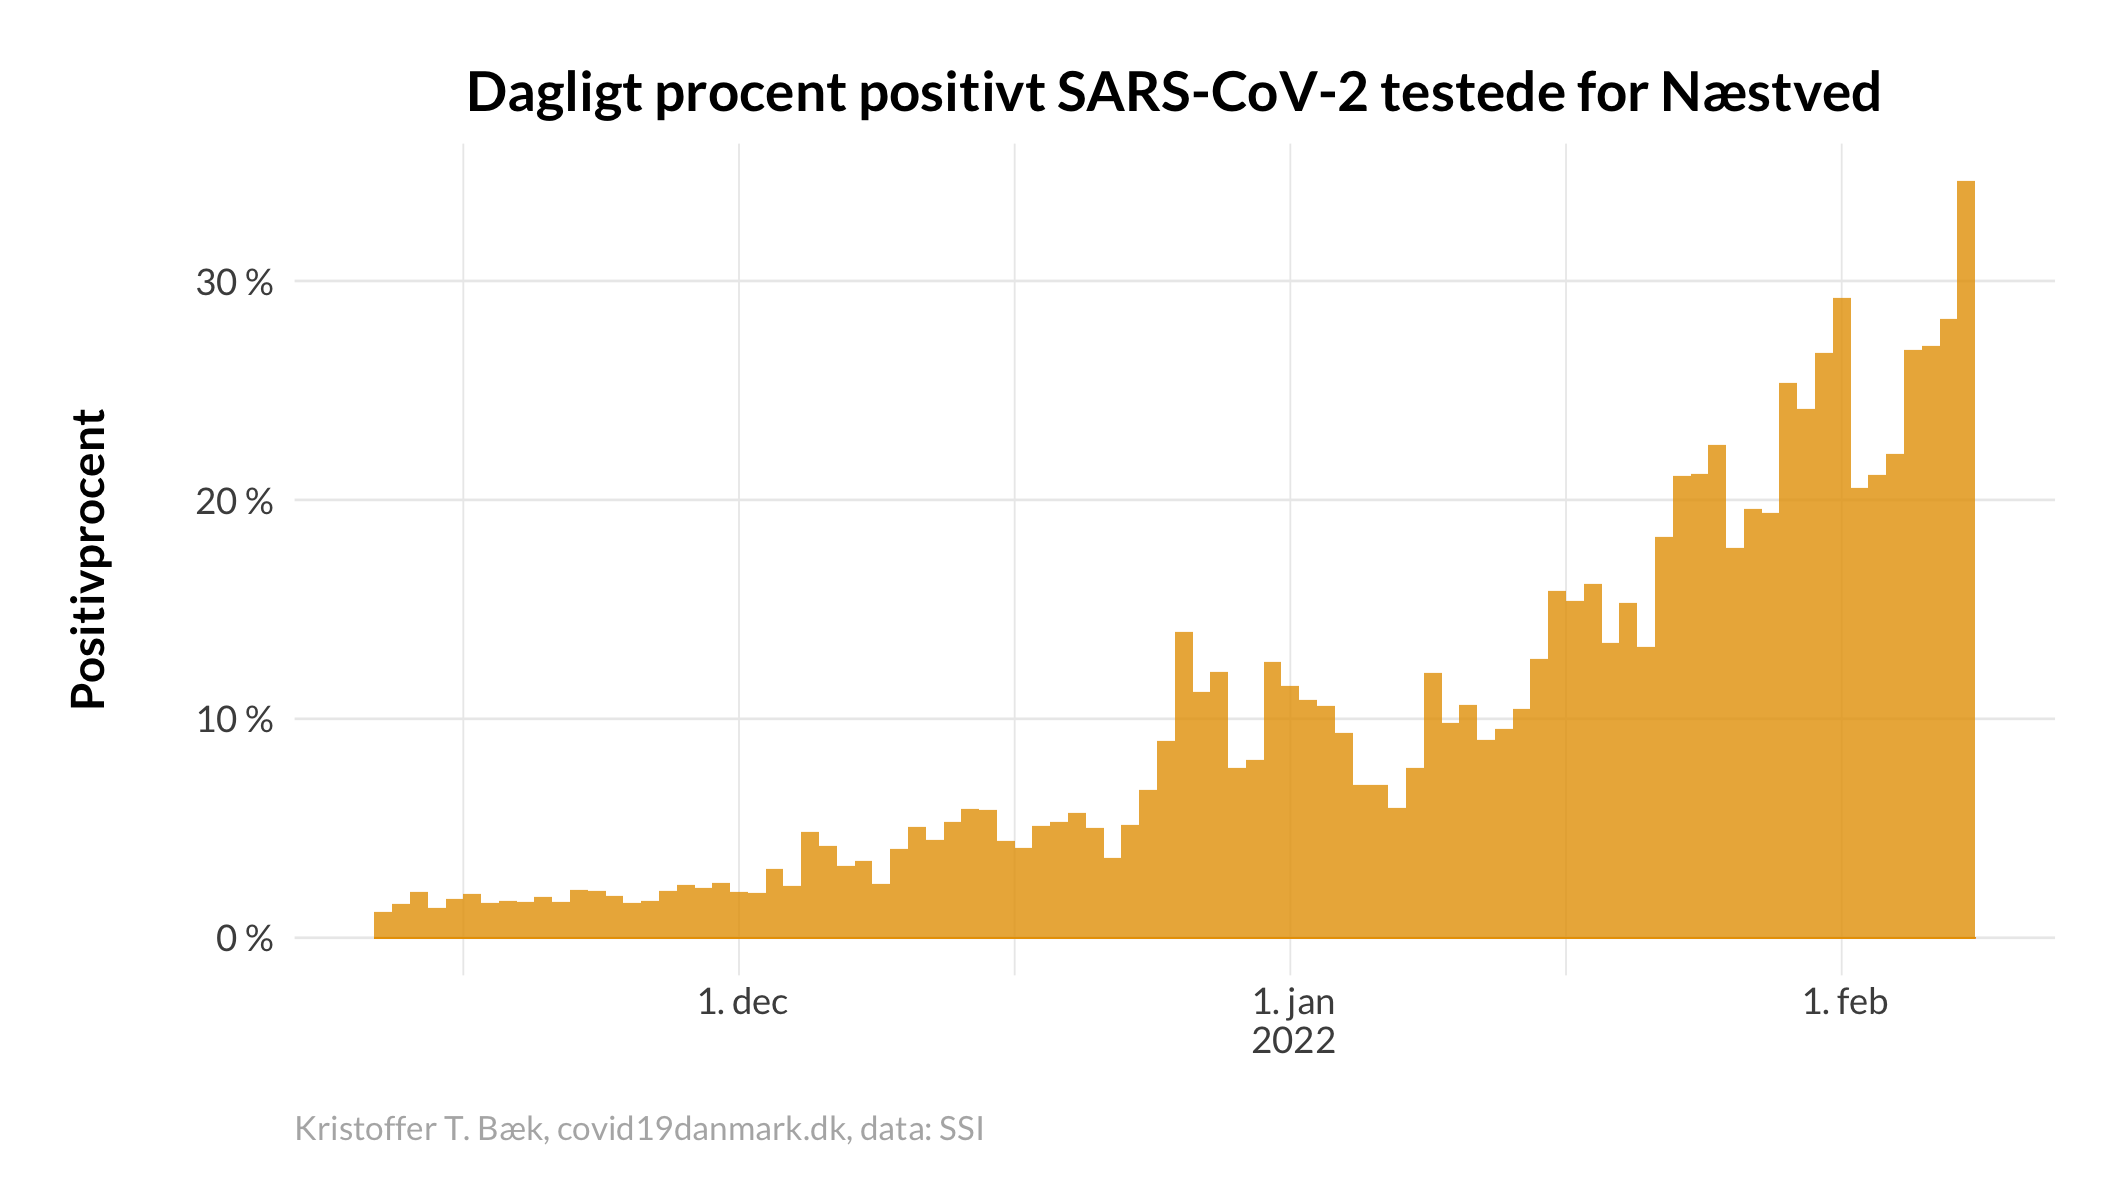 Dagligt procent positivt SARS-CoV-2 testede for Næstved
Positivprocent
30 %
20 %
10 %
0 %
1. dec
1. jan
2022
1. feb
Kristoffer T. Bæk, covid19danmark.dk, data: SSI